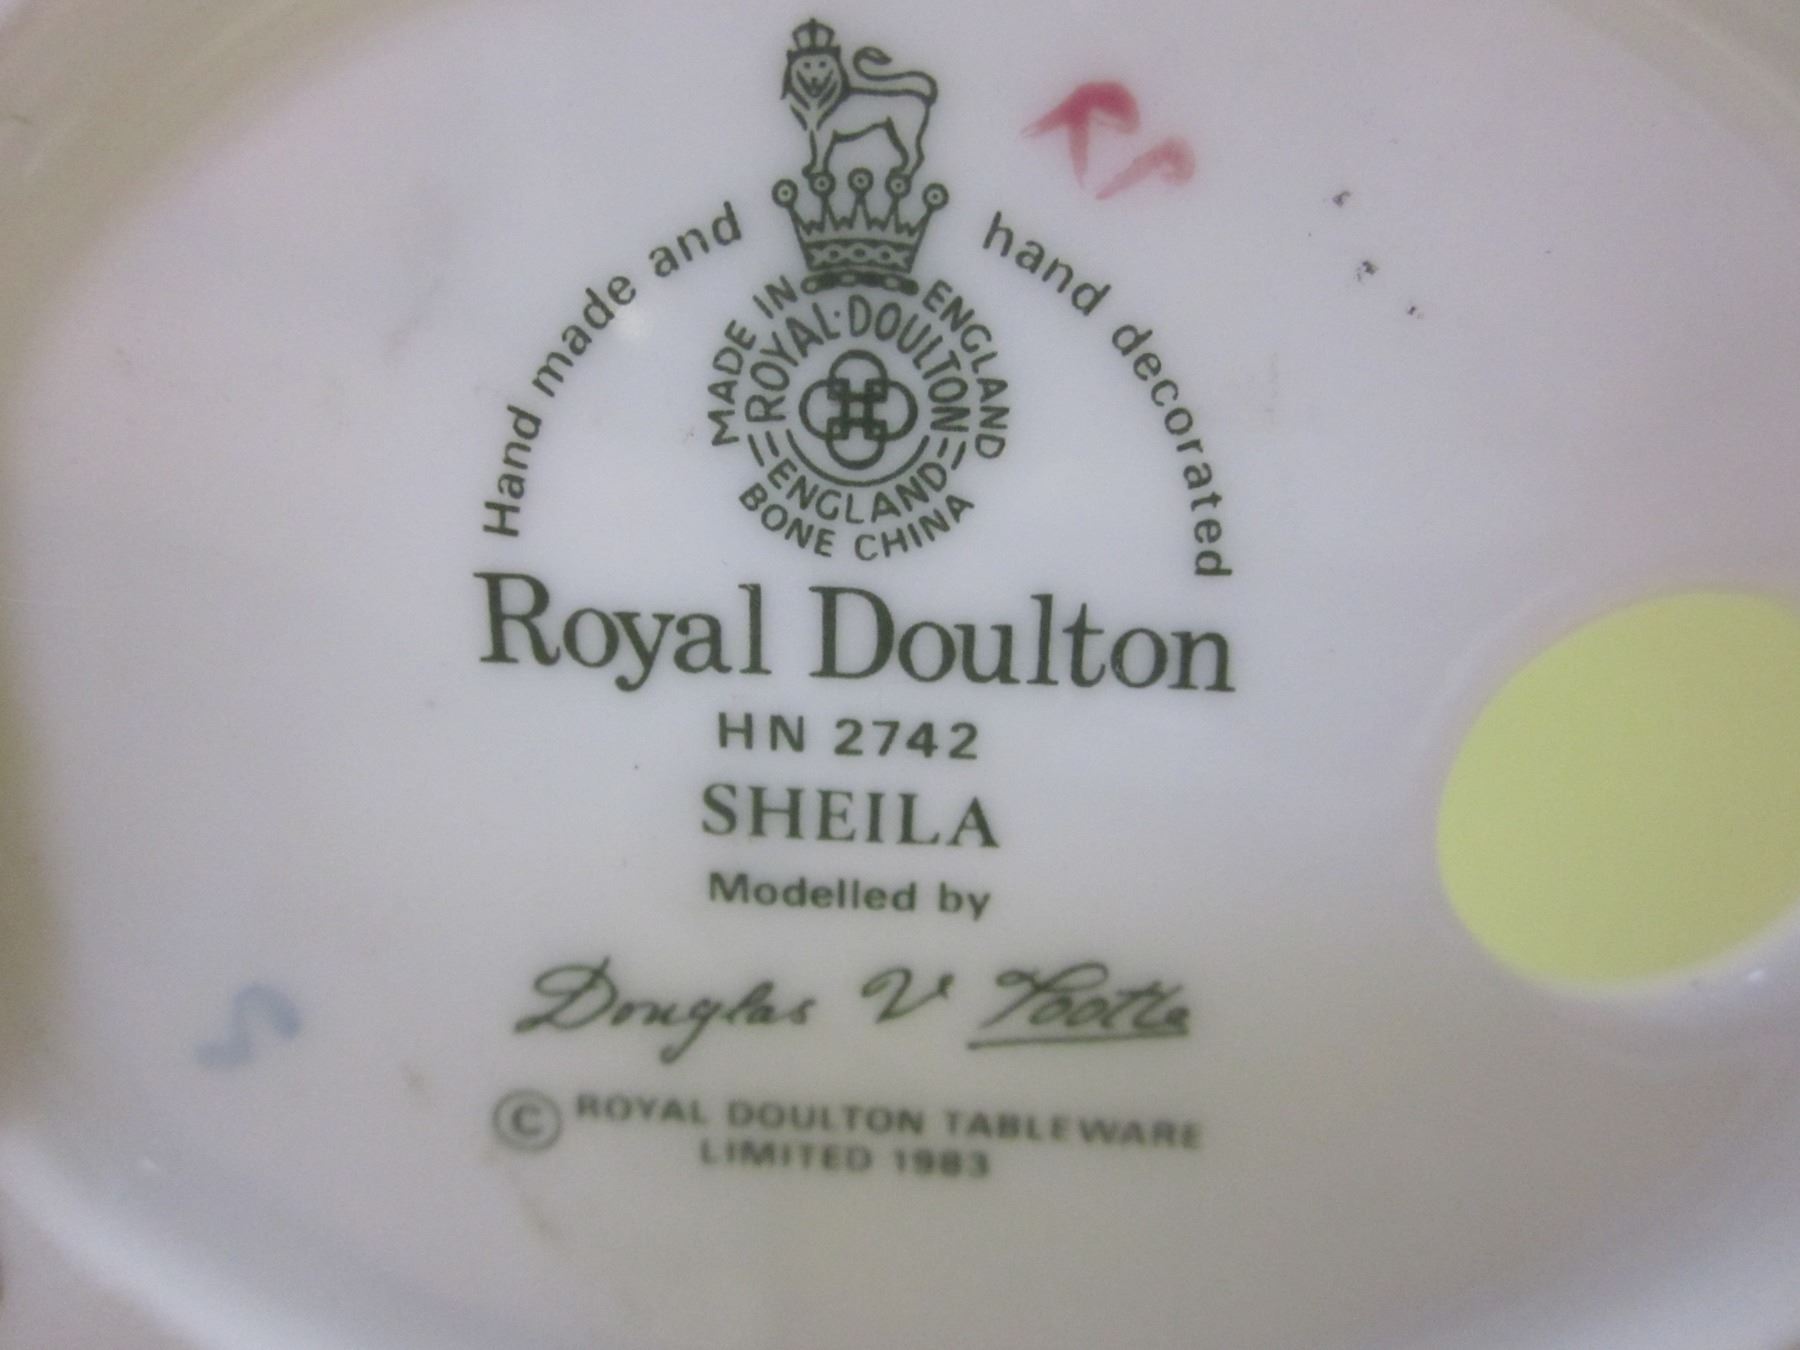 Hand made and hand decorated
MADE IN ENGLAND
ROYAL·DOULTON
ENGLAND
BONE CHINA
Royal Doulton
HN 2742
SHEILA
Modelled by
Douglas V Tootle
© ROYAL DOULTON TABLEWARE
LIMITED 1983